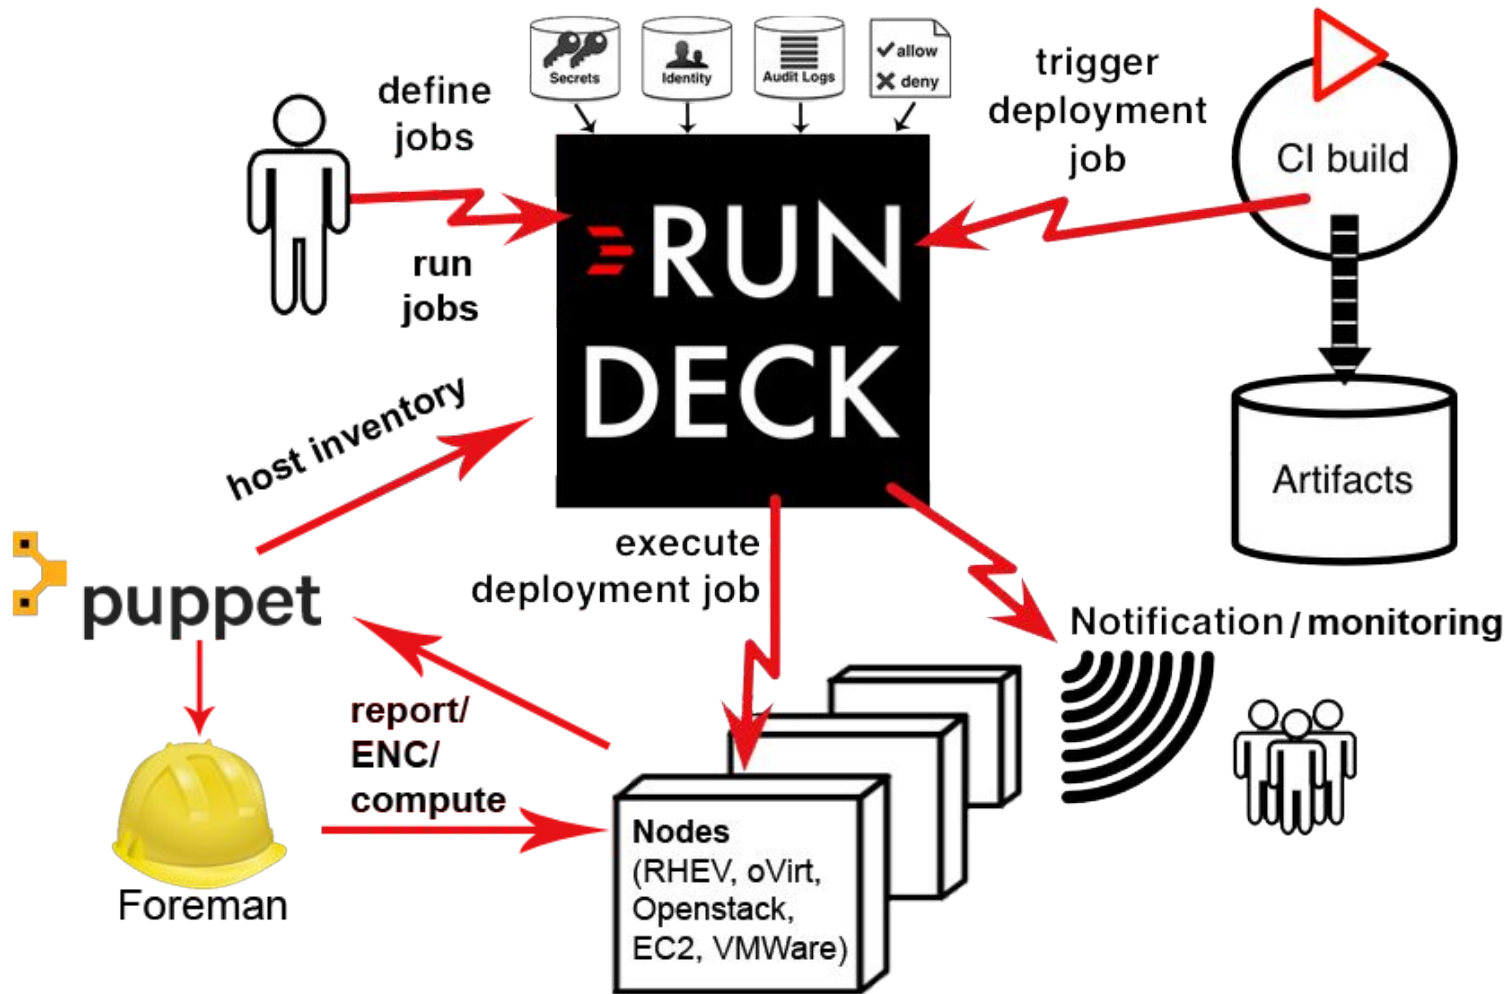 Secrets
Identity
Audit Logs
allow
deny
define
jobs
run
jobs
trigger
deployment
job
CI build
RUN
DECK
Artifacts
host inventory
puppet
execute
deployment job
Notification / monitoring
report/
ENC/
compute
Foreman
Nodes
(RHEV, oVirt,
Openstack,
EC2, VMWare)